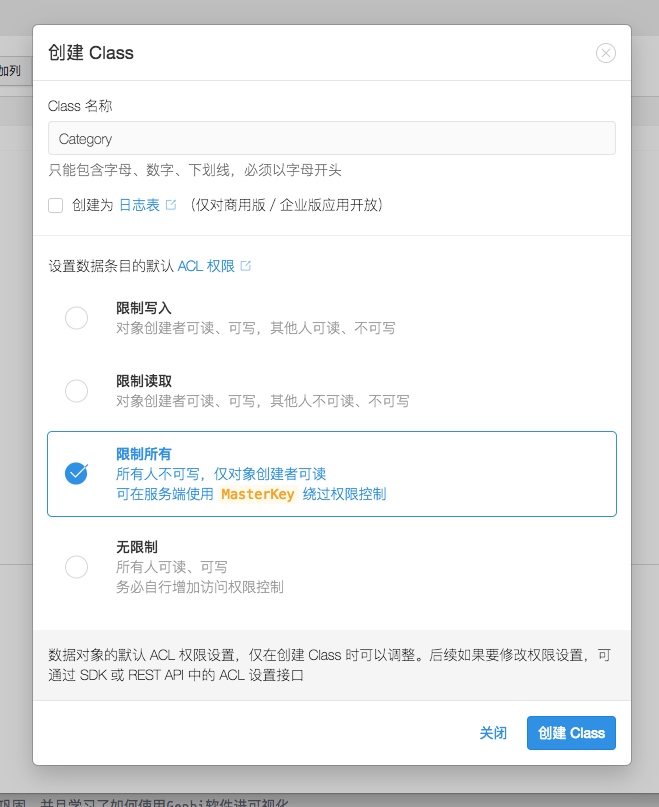 创建 Class
加列
Class 名称
Category
只能包含字母、数字、下划线，必须以字母开头
创建为 日志表 （仅对商用版 / 企业版应用开放）
设置数据条目的默认 ACL 权限
限制写入
对象创建者可读、可写，其他人可读、不可写
限制读取
对象创建者可读、可写，其他人不可读、不可写
限制所有
所有人不可写，仅对象创建者可读
可在服务端使用 MasterKey 绕过权限控制
无限制
所有人可读、可写
务必自行增加访问权限控制
数据对象的默认 ACL 权限设置，仅在创建 Class 时可以调整。后续如果要修改权限设置，可
通过 SDK 或 REST API 中的 ACL 设置接口
关闭 创建 Class
巩固，并且学习了如何使用Gephi软件进可视化